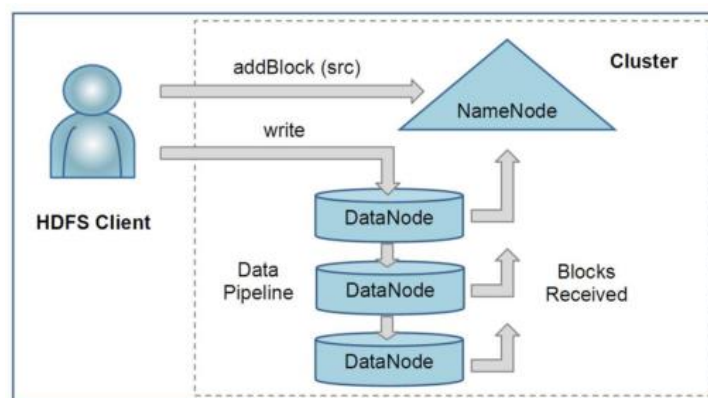 addBlock (src)
Cluster
NameNode
write
HDFS Client
DataNode
Data
Pipeline
DataNode
Blocks
Received
DataNode